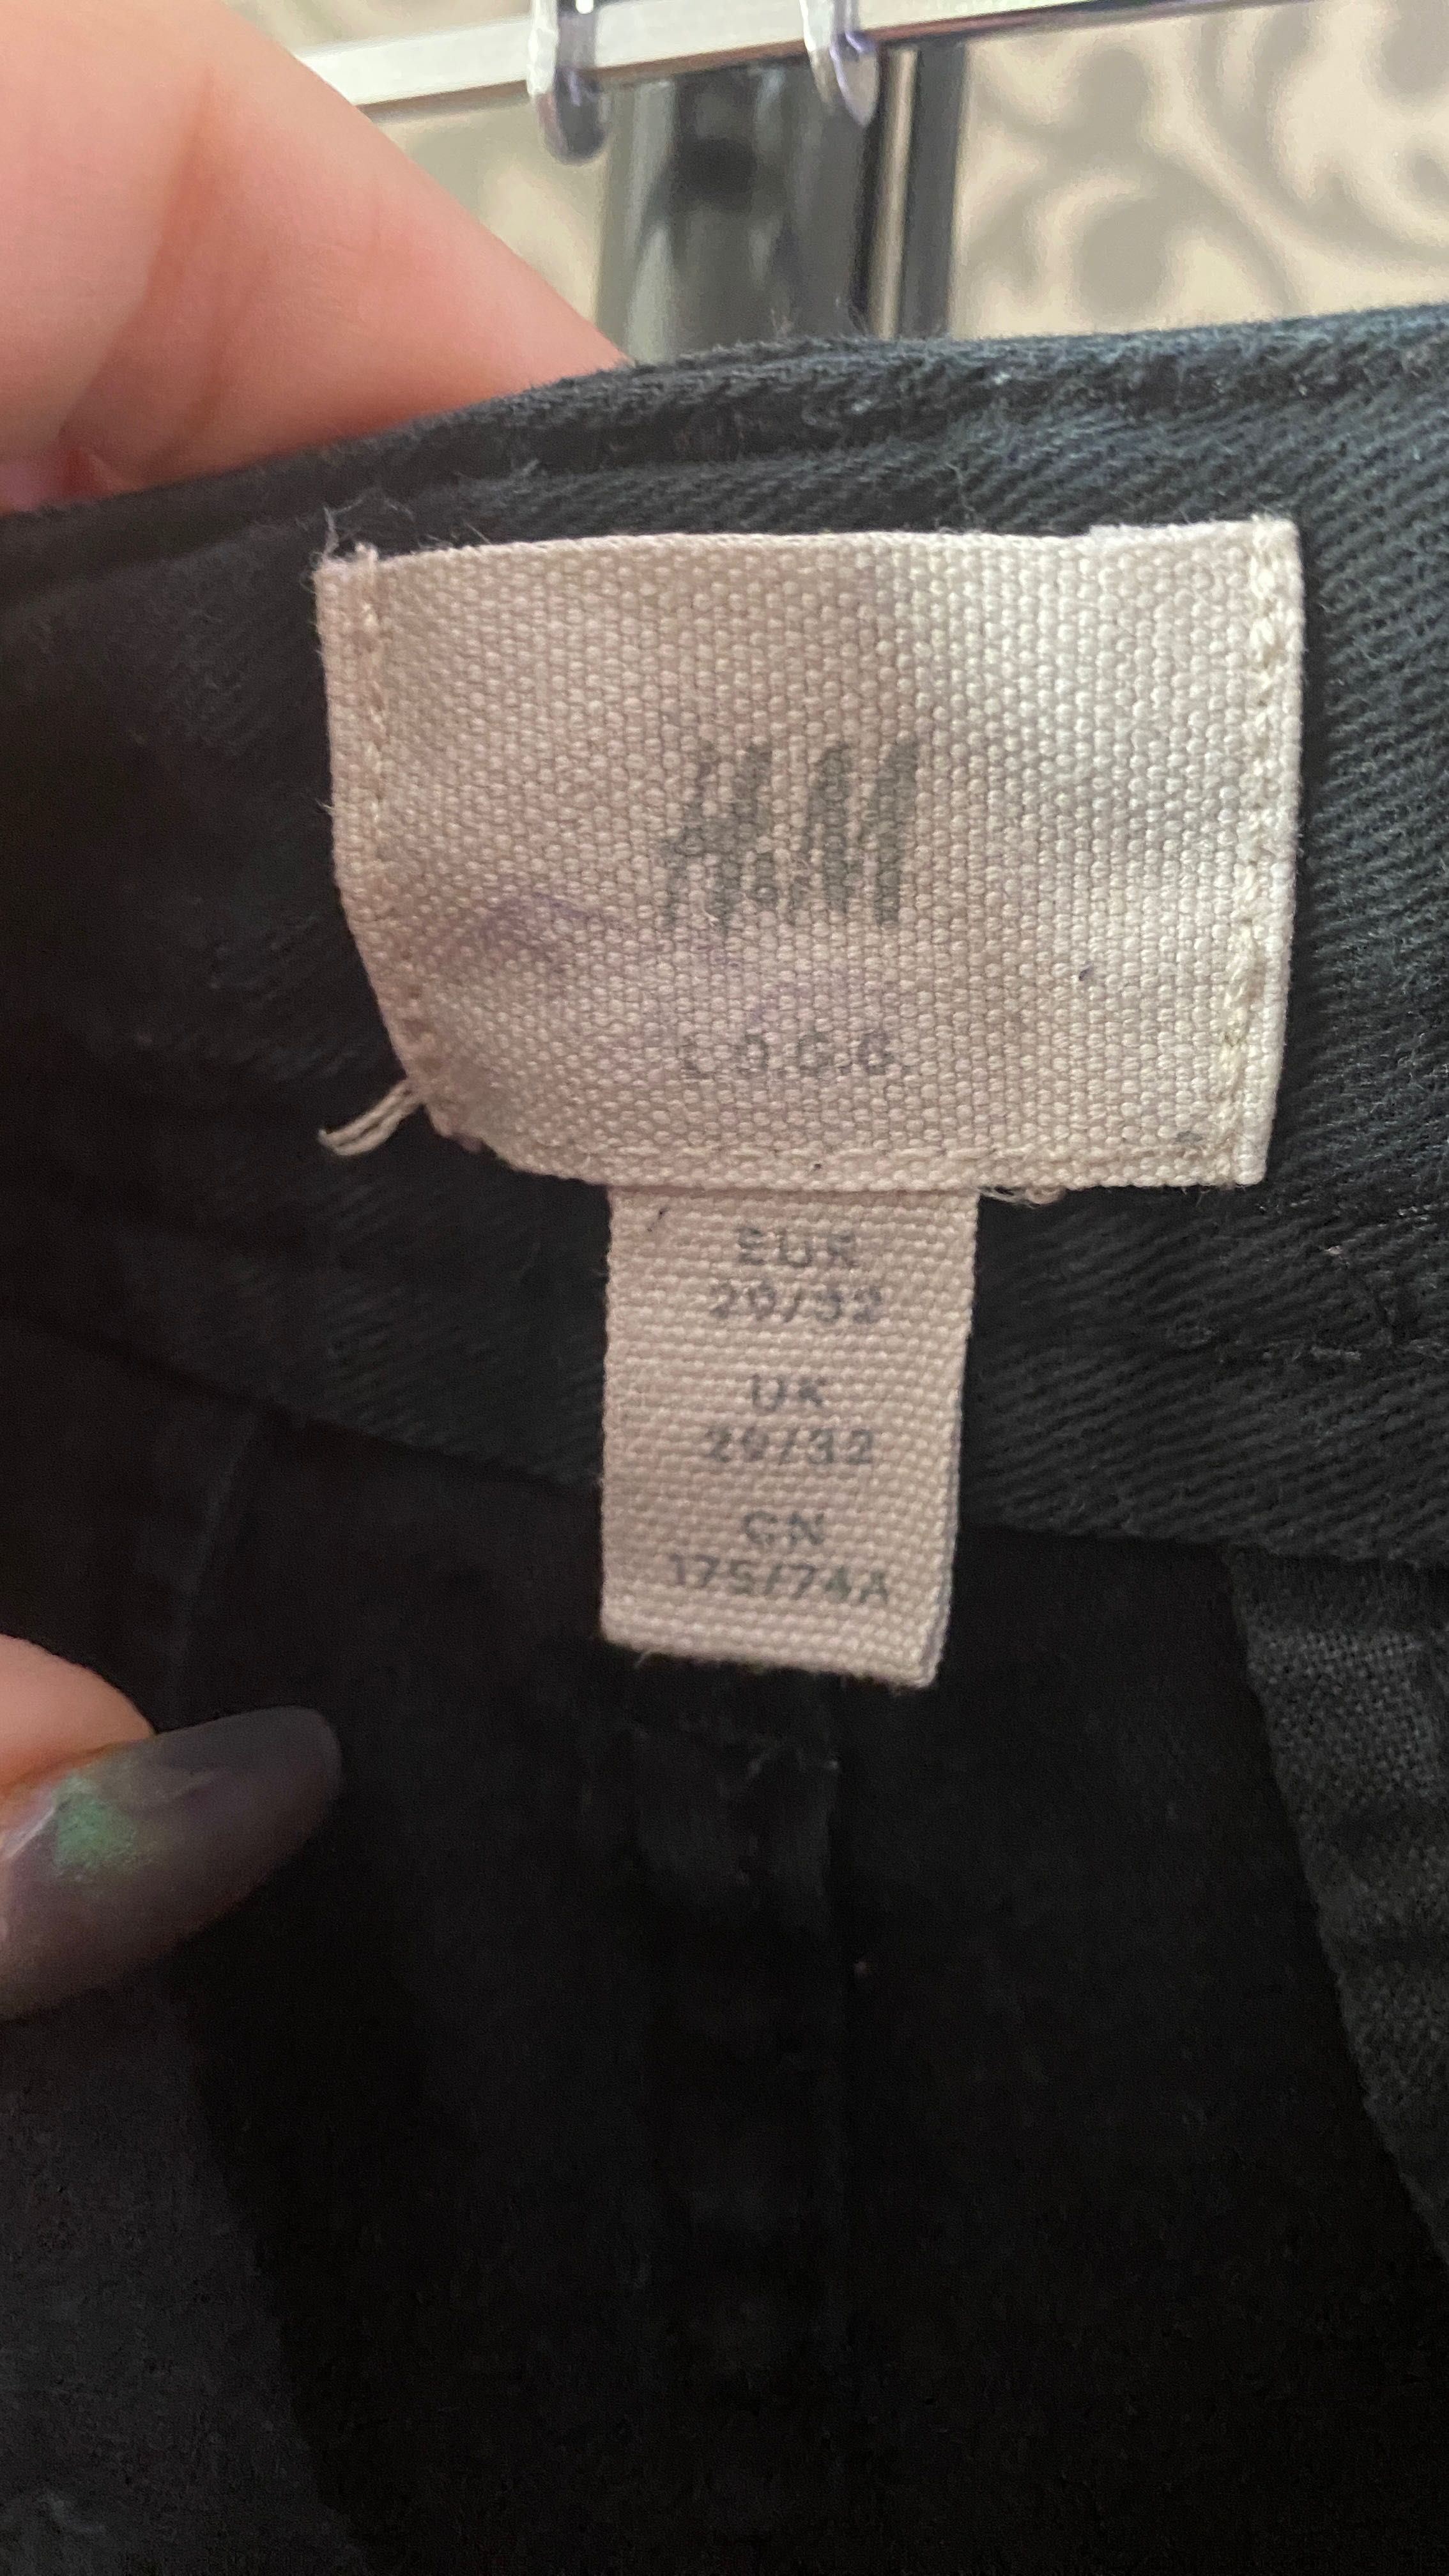 H&M
L.O.G.G.
EUR
29/32
UK
29/32
CN
175/74A